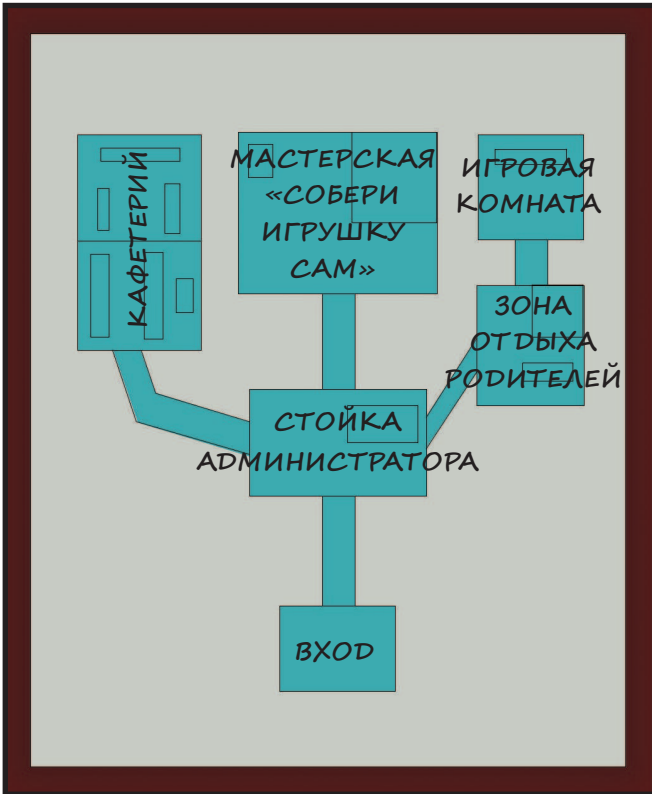 КАФЕТЕРИЙ
МАСТЕРСКАЯ
«СОБЕРИ
ИГРУШКУ
САМ»
ИГРОВАЯ
КОМНАТА
ЗОНА
ОТДЫХА
РОДИТЕЛЕЙ
СТОЙКА
АДМИНИСТРАТОРА
ВХОД